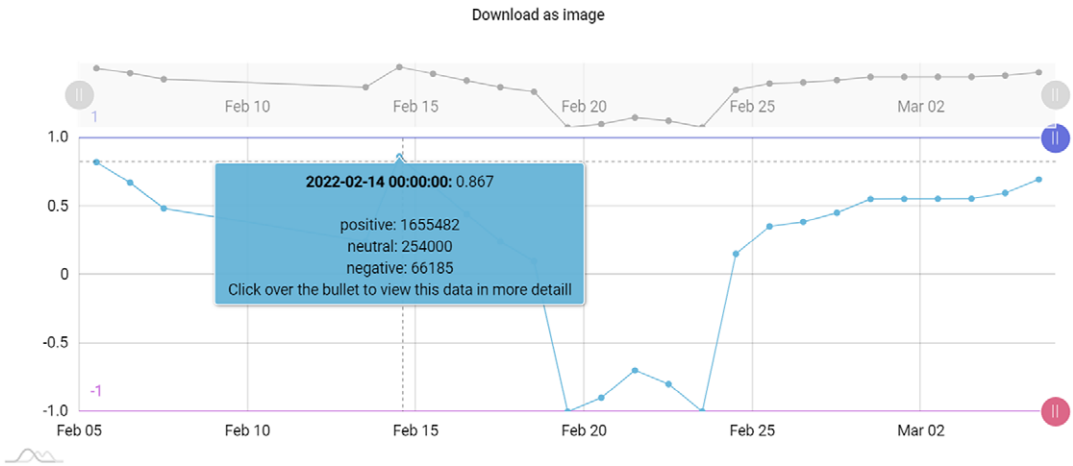 Download as image
Feb 10 Feb 15 Feb 20 Feb 25 Mar 02
1
1.0
2022-02-14 00:00:00: 0.867
0.5
positive: 1655482
neutral: 254000
negative: 66185
0
Click over the bullet to view this data in more detaill
-0.5
-1
-1.0
Feb 05 Feb 10 Feb 15 Feb 20 Feb 25 Mar 02